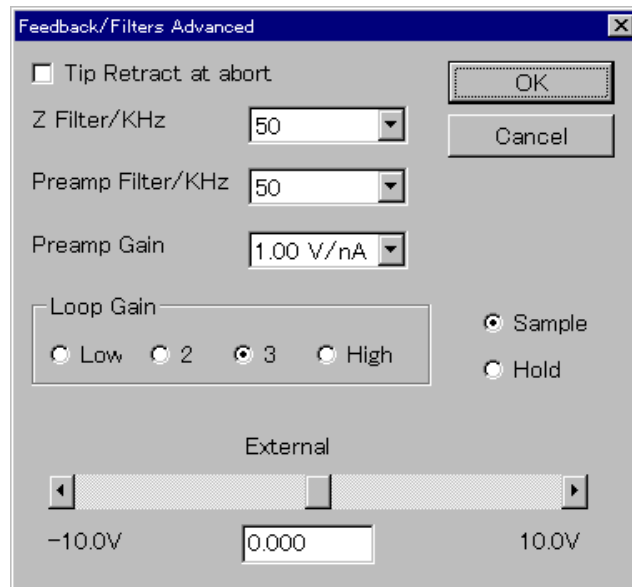 Feedback/Filters Advanced
Tip Retract at abort
OK
Z Filter/KHz
50
Cancel
Preamp Filter/KHz
50
Preamp Gain
1.00 V/nA
Loop Gain
Low
2
3
High
Sample
Hold
External
-10.0V
0.000
10.0V